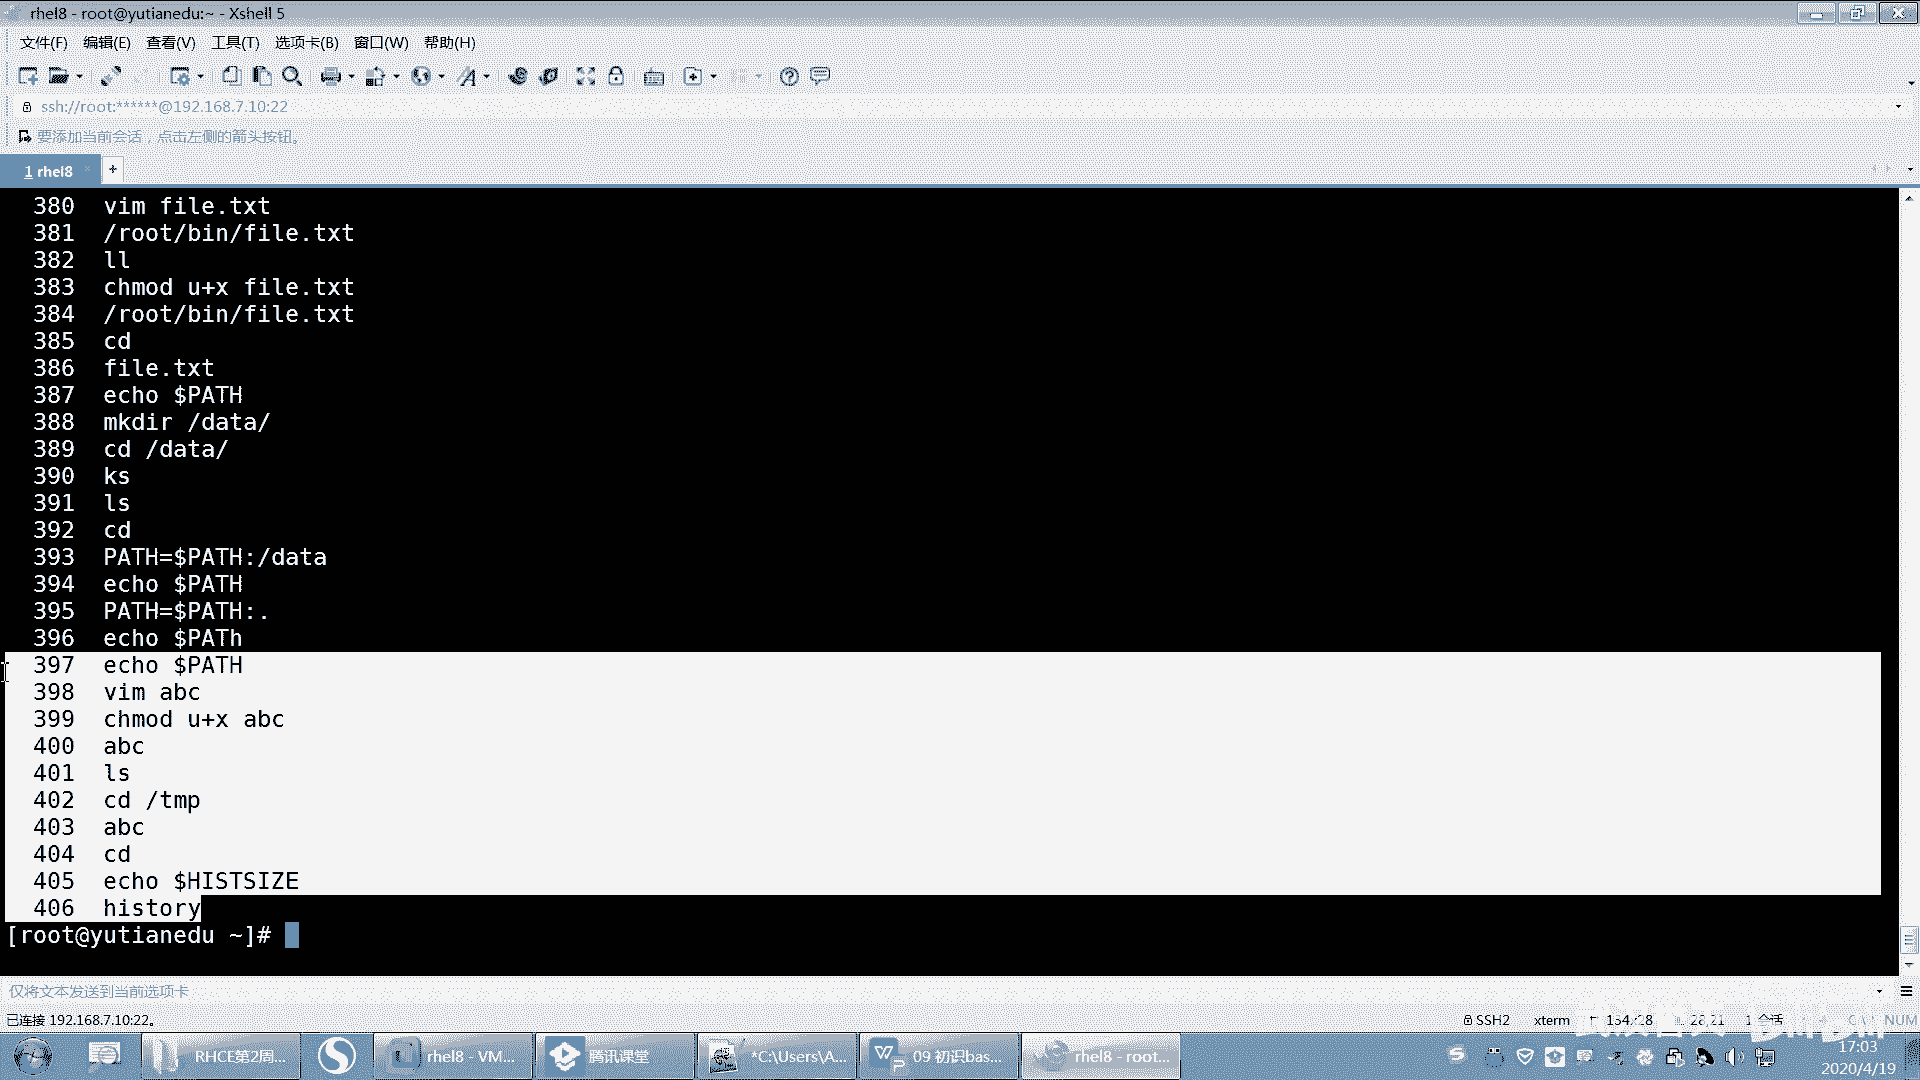 rhel8 - root@yutianedu:~ - Xshell 5
文件(F) 编辑(E) 查看(V) 工具(T) 选项卡(B) 窗口(W) 帮助(H)
ssh://root:******@192.168.7.10:22
要添加当前会话，点击左侧的箭头按钮。
1 rhel8
380 vim file.txt
381 /root/bin/file.txt
382 ll
383 chmod u+x file.txt
384 /root/bin/file.txt
385 cd
386 file.txt
387 echo $PATH
388 mkdir /data/
389 cd /data/
390 ks
391 ls
392 cd
393 PATH=$PATH:/data
394 echo $PATH
395 PATH=$PATH:.
396 echo $PATh
397 echo $PATH
398 vim abc
399 chmod u+x abc
400 abc
401 ls
402 cd /tmp
403 abc
404 cd
405 echo $HISTSIZE
406 history
[root@yutianedu ~]#
仅将文本发送到当前选项卡
已连接 192.168.7.10:22。
SSH2 xterm 154x28 28,21 1 会话 NUM
RHCE第2周... rhel8 - VM... 腾讯课堂 *C:\Users\A... 09 初识bas... rhel8 - root...
17:03
2020/4/19